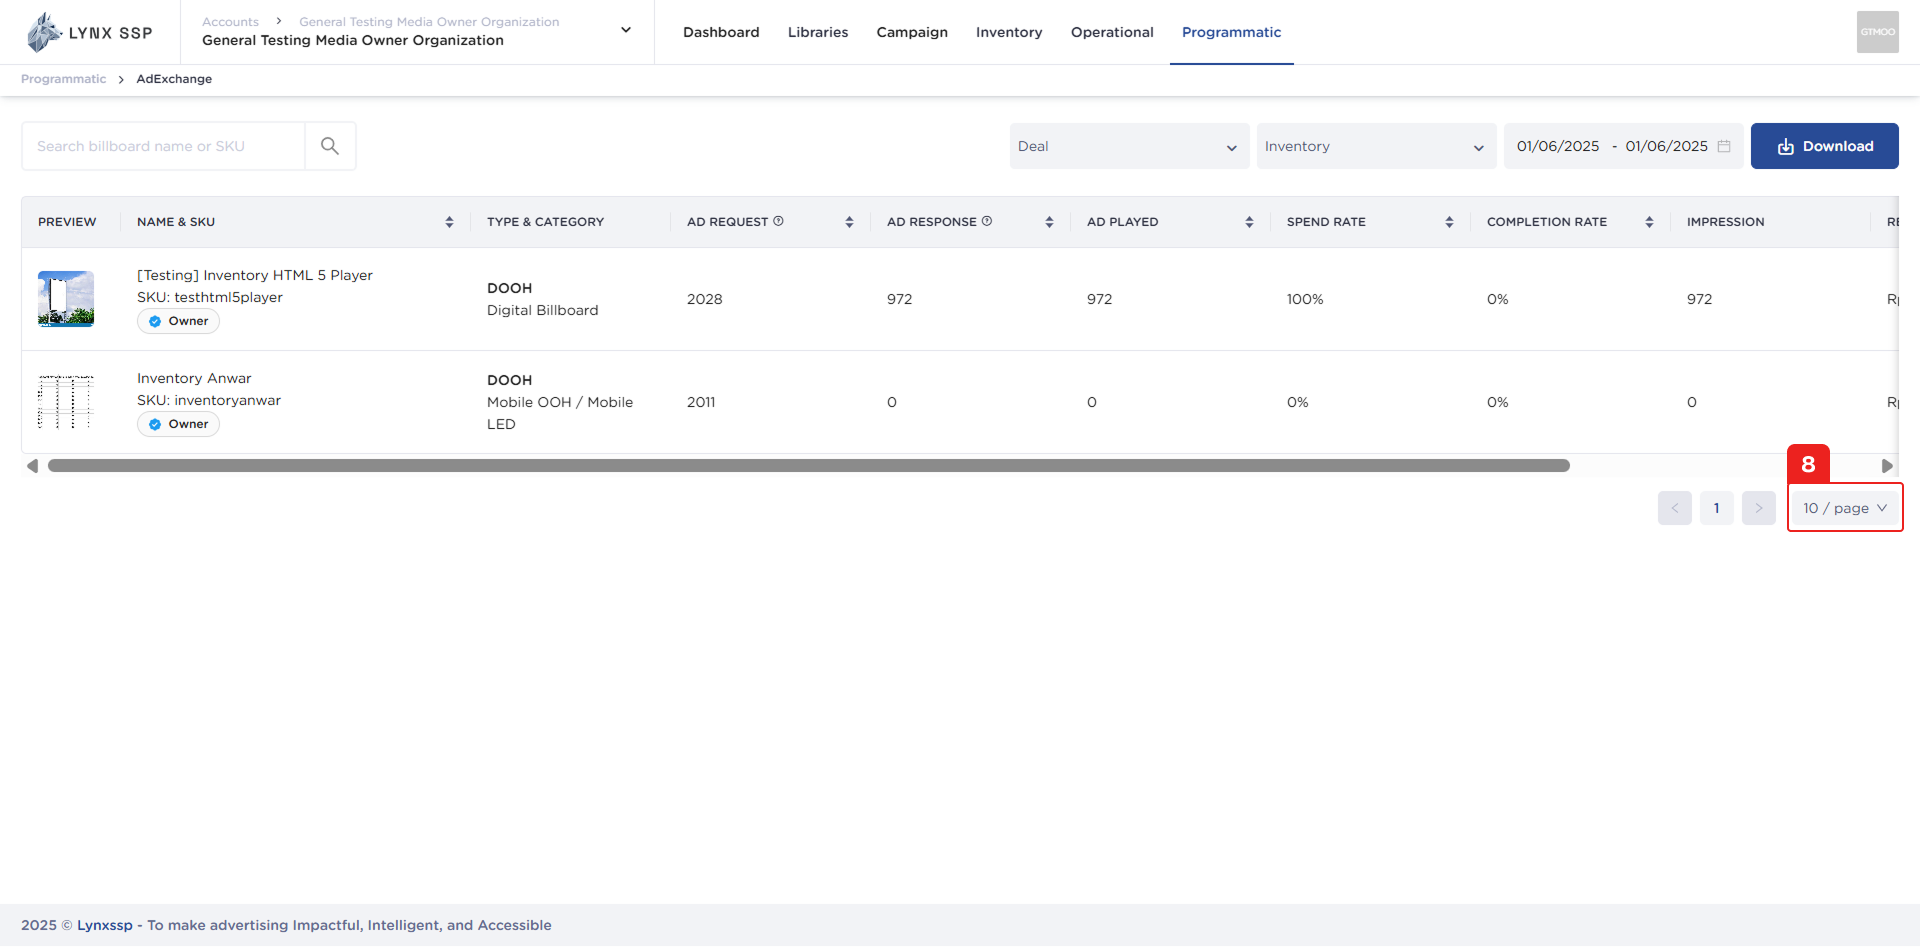 LYNX SSP
Accounts > General Testing Media Owner Organization
General Testing Media Owner Organization
Dashboard
Libraries
Campaign
Inventory
Operational
Programmatic
GTMOO
Programmatic > AdExchange
Search billboard name or SKU
Deal
Inventory
01/06/2025 - 01/06/2025
Download
PREVIEW
NAME & SKU
TYPE & CATEGORY
AD REQUEST
AD RESPONSE
AD PLAYED
SPEND RATE
COMPLETION RATE
IMPRESSION
[Testing] Inventory HTML 5 Player
SKU: testhtml5player
Owner
DOOH
Digital Billboard
2028
972
972
100%
0%
972
Inventory Anwar
SKU: inventoryanwar
Owner
DOOH
Mobile OOH / Mobile
LED
2011
0
0
0%
0%
0
8
< 1 >
10 / page
2025 © Lynxssp - To make advertising Impactful, Intelligent, and Accessible